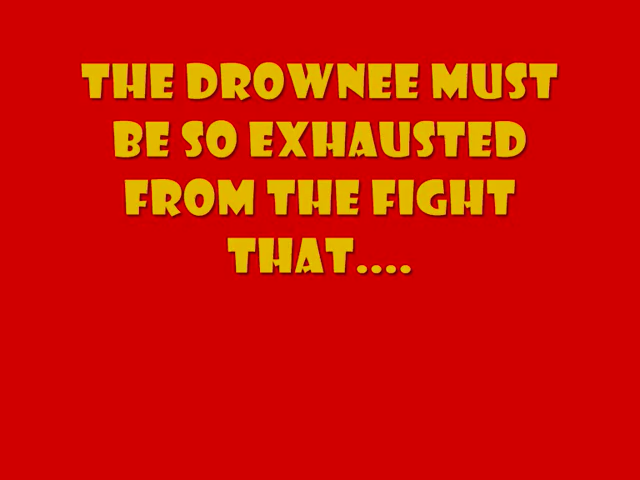 THE DROWNEE MUST
BE SO EXHAUSTED
FROM THE FIGHT
THAT....